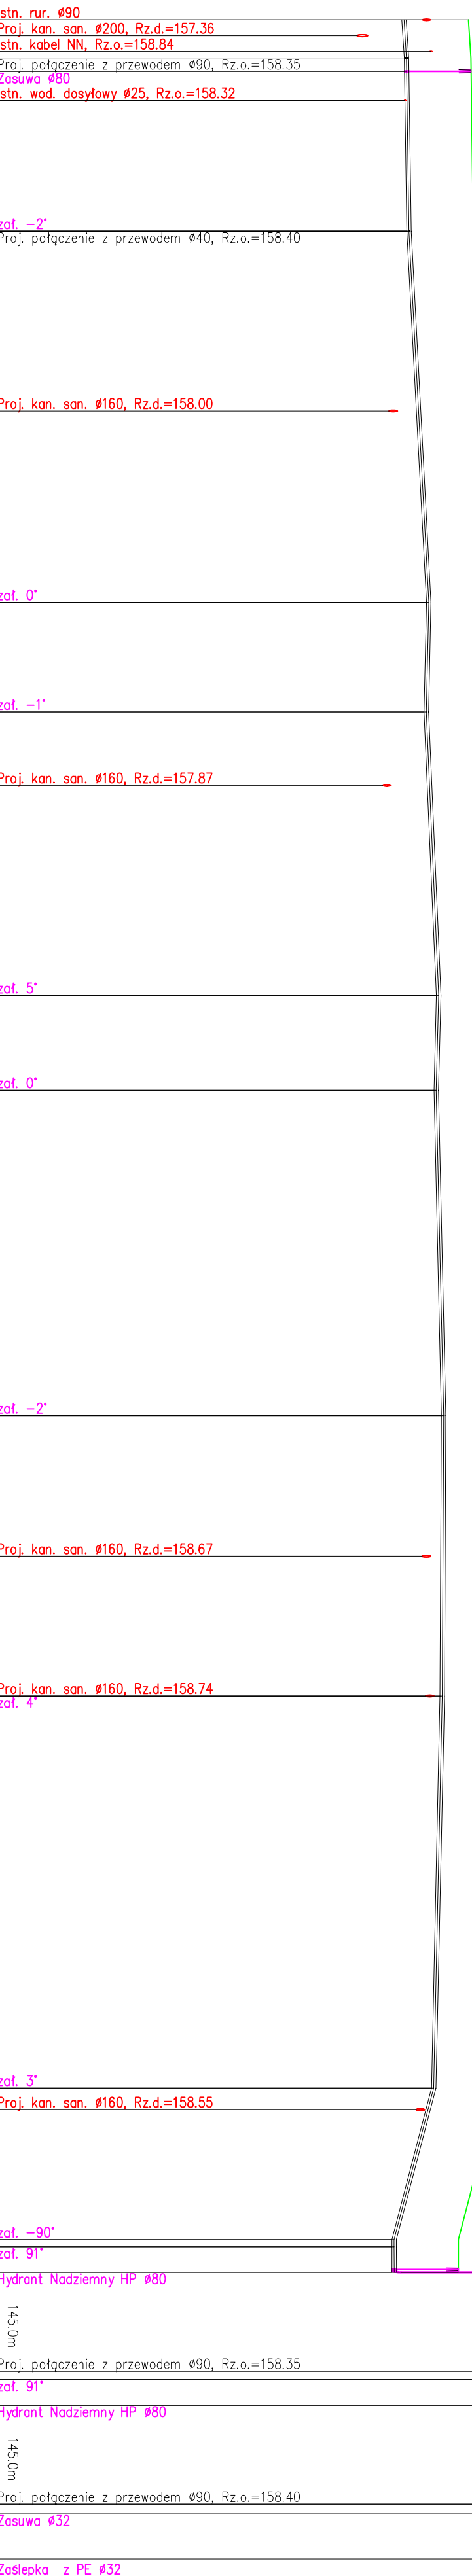 stn. rur. ø90
Proj. kan. san. ø200, Rz.d.=157.36
stn. kabel NN, Rz.o.=158.84
Proj. połączenie z przewodem ø90, Rz.o.=158.35
Zasuwa ø80
stn. wod. dosyłowy ø25, Rz.o.=158.32
zał. -2°
Proj. połączenie z przewodem ø40, Rz.o.=158.40
Proj. kan. san. ø160, Rz.d.=158.00
zał. 0°
zał. -1°
Proj. kan. san. ø160, Rz.d.=157.87
zał. 5°
zał. 0°
zał. -2°
Proj. kan. san. ø160, Rz.d.=158.67
Proj. kan. san. ø160, Rz.d.=158.74
zał. 4°
zał. 3°
Proj. kan. san. ø160, Rz.d.=158.55
zał. -90°
zał. 91°
Hydrant Nadziemny HP ø80
145.0m
Proj. połączenie z przewodem ø90, Rz.o.=158.35
zał. 91°
Hydrant Nadziemny HP ø80
145.0m
Proj. połączenie z przewodem ø90, Rz.o.=158.40
Zasuwa ø32
Zaślepka z PE ø32